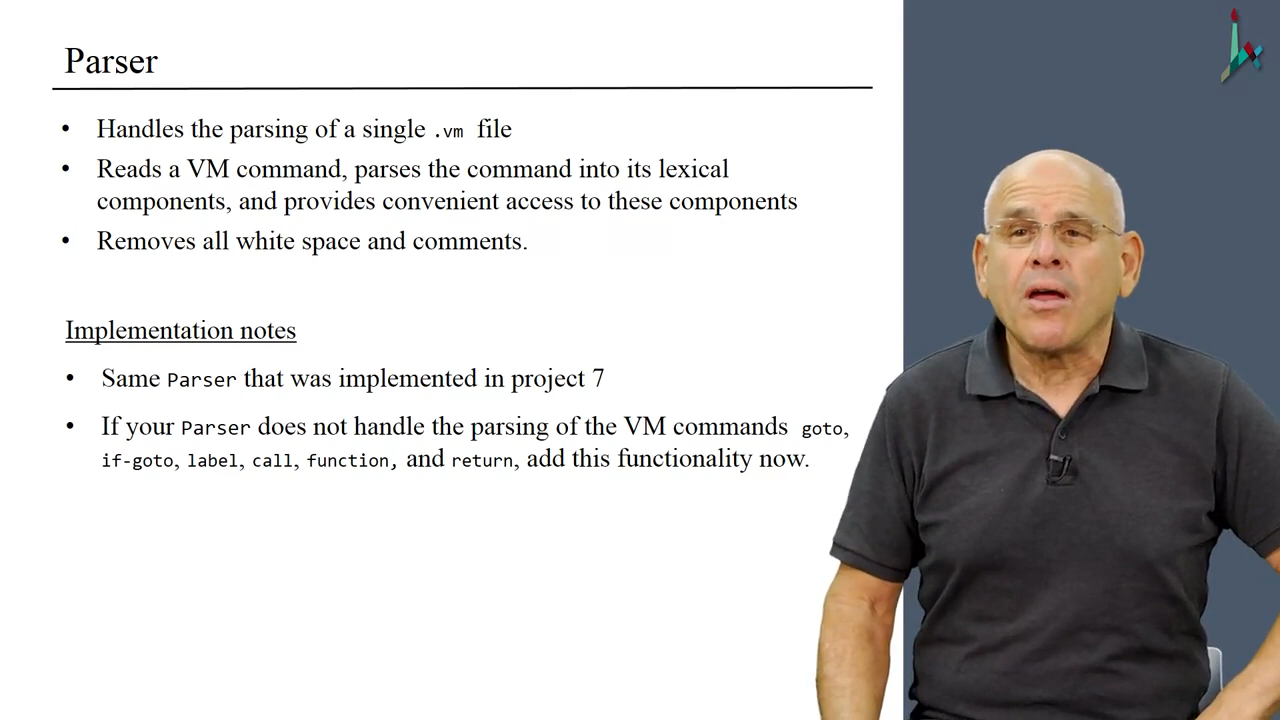 Parser
• Handles the parsing of a single .vm file
• Reads a VM command, parses the command into its lexical
components, and provides convenient access to these components
• Removes all white space and comments.
Implementation notes
• Same Parser that was implemented in project 7
• If your Parser does not handle the parsing of the VM commands goto,
if-goto, label, call, function, and return, add this functionality now.